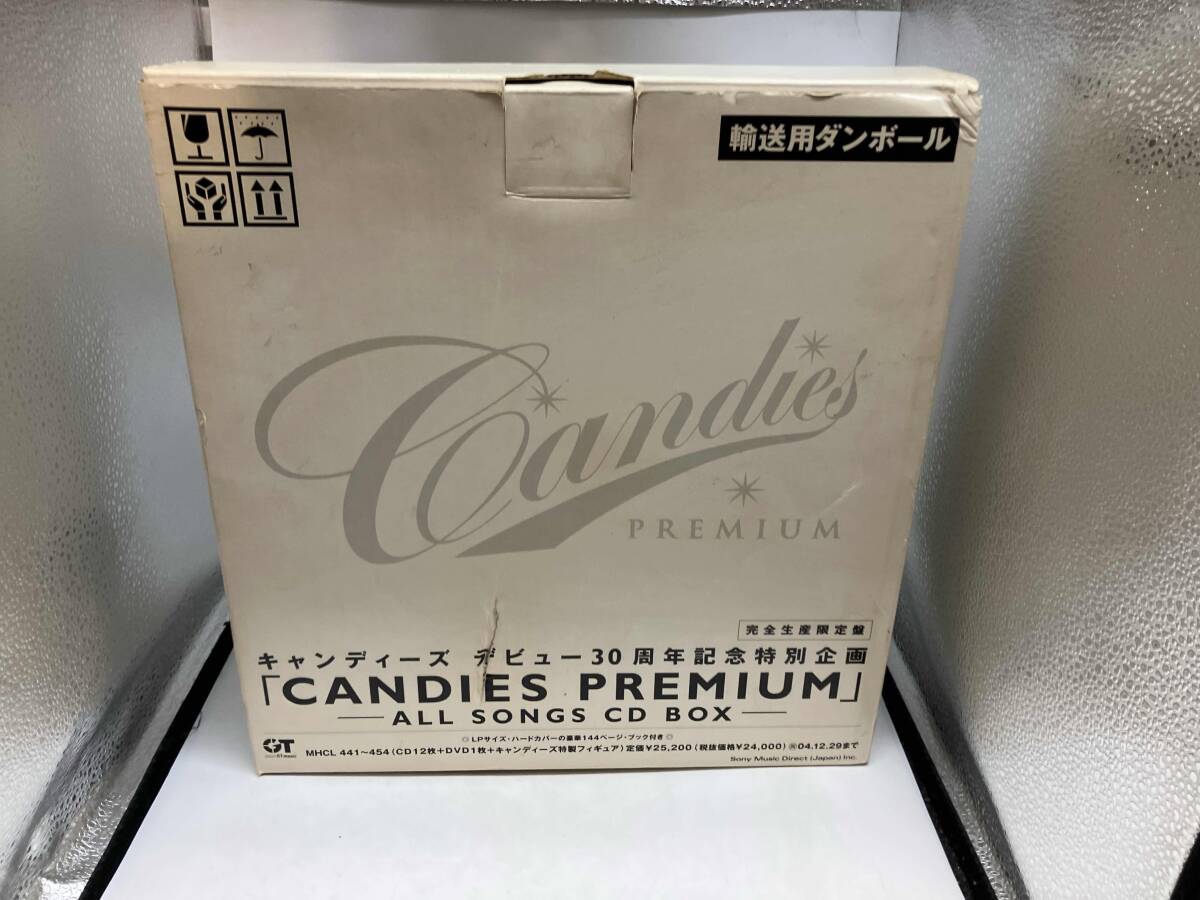 輸送用ダンボール
Candies
PREMIUM
完全生産限定盤
キャンディーズ デビュー30周年記念特別企画
「CANDIES PREMIUM」
ALL SONGS CD BOX
◎LPサイズ・ハードカバーの豪華144ページ・ブック付き◎
GT
MHCL 441〜454(CD12枚+DVD1枚+キャンディーズ特製フィギュア)定価¥25,200(税抜価格¥24,000)㋲04.12.29まで
Sony Music Direct (Japan) Inc.